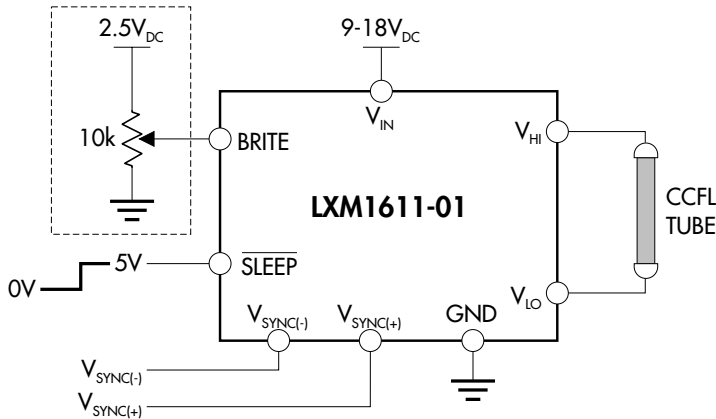 2.5V_DC
9-18V_DC
10k
BRITE
V_IN
V_HI
LXM1611-01
CCFL
TUBE
0V
5V
SLEEP
V_LO
V_SYNC(-)
V_SYNC(+)
GND
V_SYNC(-)
V_SYNC(+)